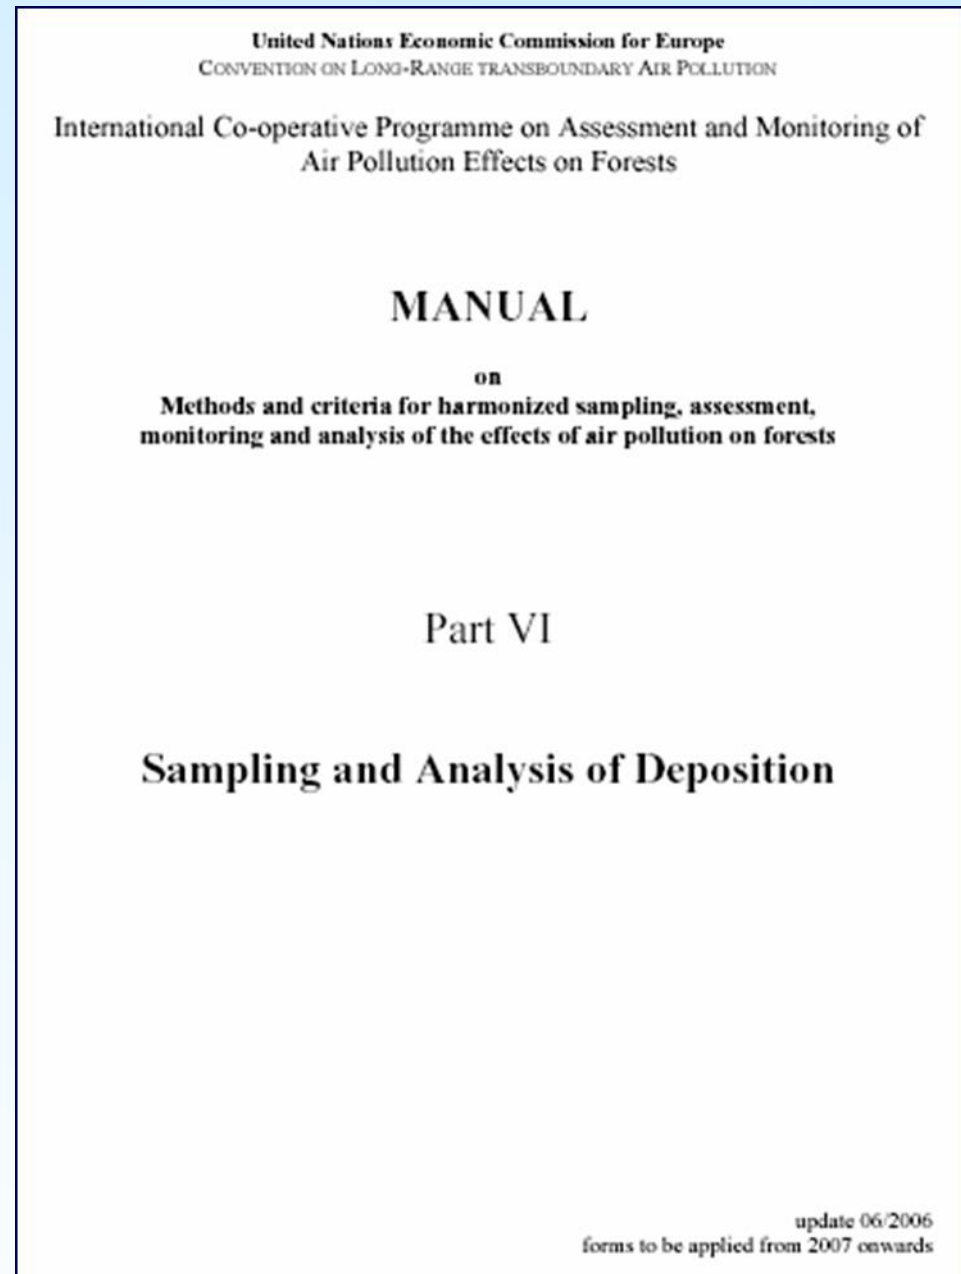 United Nations Economic Commission for Europe
CONVENTION ON LONG-RANGE TRANSBOUNDARY AIR POLLUTION
International Co-operative Programme on Assessment and Monitoring of
Air Pollution Effects on Forests
MANUAL
on
Methods and criteria for harmonized sampling, assessment,
monitoring and analysis of the effects of air pollution on forests
Part VI
Sampling and Analysis of Deposition
update 06/2006
forms to be applied from 2007 onwards